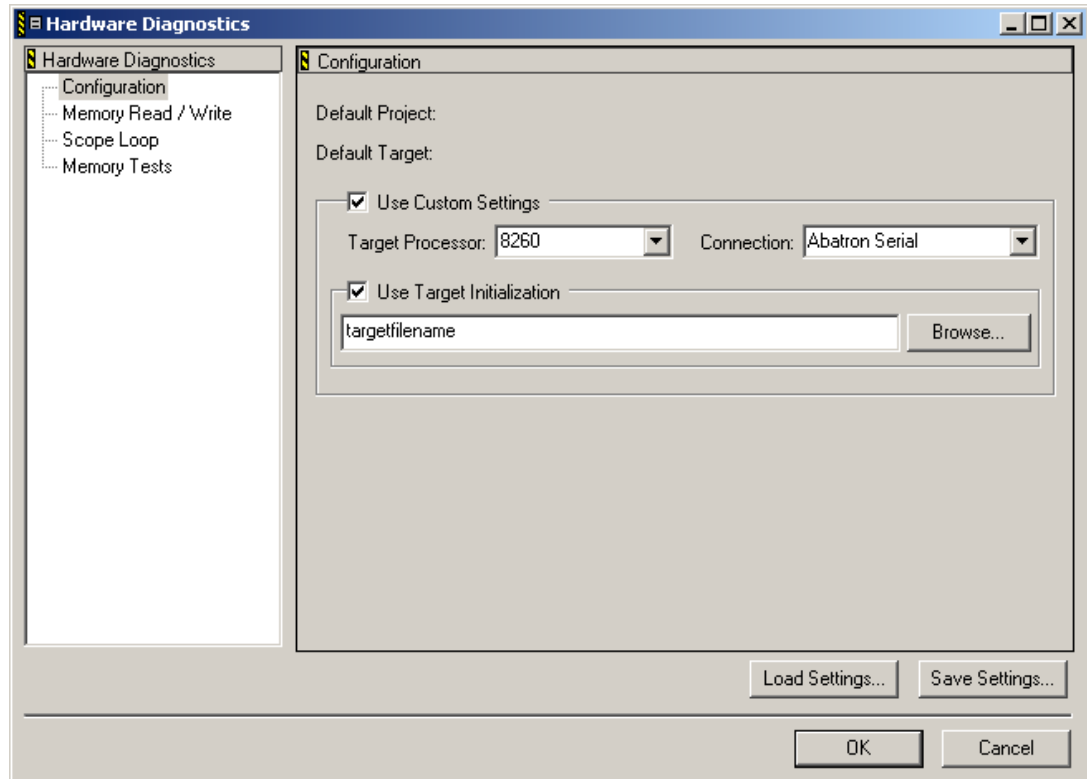 Hardware Diagnostics
Hardware Diagnostics
Configuration
Memory Read / Write
Scope Loop
Memory Tests
Configuration
Default Project:
Default Target:
Use Custom Settings
Target Processor: 8260 Connection: Abatron Serial
Use Target Initialization
targetfilename Browse...
Load Settings... Save Settings...
OK Cancel